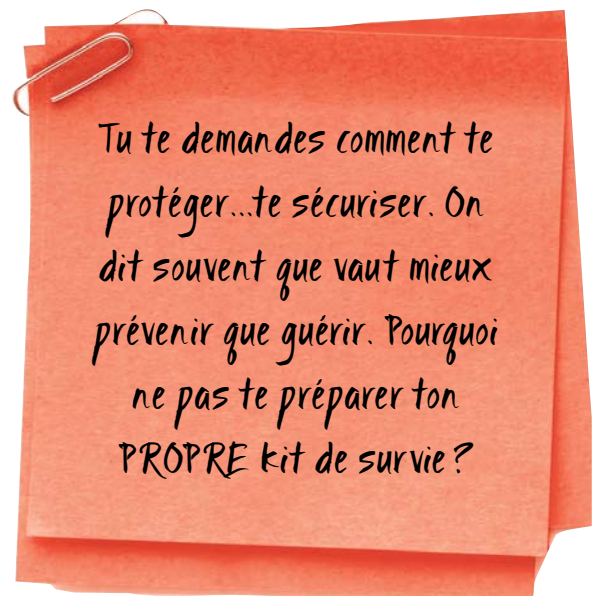 Tu te demandes comment te
protéger...te sécuriser. On
dit souvent que vaut mieux
prévenir que guérir. Pourquoi
ne pas te préparer ton
PROPRE kit de survie?